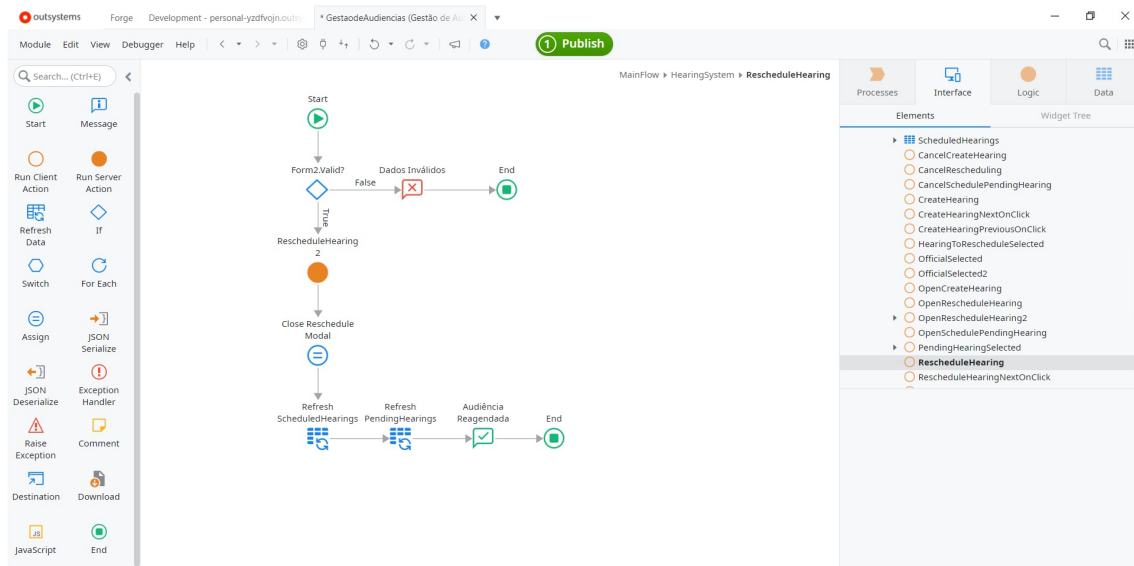 outsystems
Forge
Development - personal-yzdfvojn.outsy
* GestaodeAudiencias (Gestão de Au
Module Edit View Debugger Help
1 Publish
Search... (Ctrl+E)
Start
Message
Run Client
Action
Run Server
Action
Refresh
Data
If
Switch
For Each
Assign
JSON
Serialize
JSON
Deserialize
Exception
Handler
Raise
Exception
Comment
Destination
Download
JS
JavaScript
End
MainFlow HearingSystem RescheduleHearing
Start
Form2.Valid?
False
Dados Inválidos
End
True
RescheduleHearing
2
Close Reschedule
Modal
Refresh
ScheduledHearings
Refresh
PendingHearings
Audiência
Reagendada
End
Processes
Interface
Logic
Data
Elements
Widget Tree
ScheduledHearings
CancelCreateHearing
CancelRescheduling
CancelSchedulePendingHearing
CreateHearing
CreateHearingNextOnClick
CreateHearingPreviousOnClick
HearingToRescheduleSelected
OfficialSelected
OfficialSelected2
OpenCreateHearing
OpenRescheduleHearing
OpenRescheduleHearing2
OpenSchedulePendingHearing
PendingHearingSelected
RescheduleHearing
RescheduleHearingNextOnClick